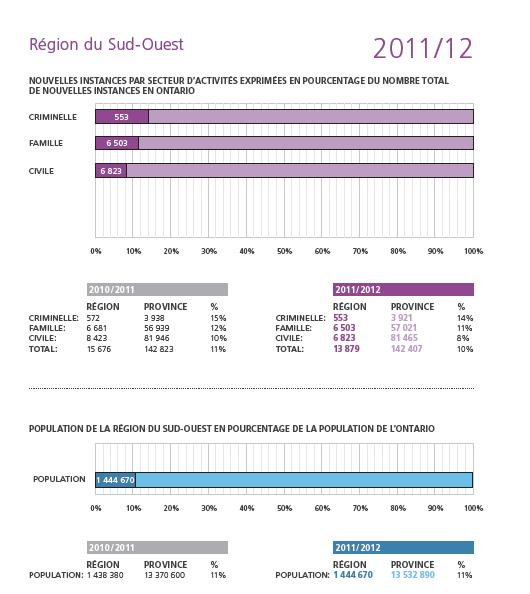 Région du Sud-Ouest
2011/12
NOUVELLES INSTANCES PAR SECTEUR D'ACTIVITÉS EXPRIMÉES EN POURCENTAGE DU NOMBRE TOTAL
DE NOUVELLES INSTANCES EN ONTARIO
CRIMINELLE 553
FAMILLE 6 503
CIVILE 6 823
0% 10% 20% 30% 40% 50% 60% 70% 80% 90% 100%
2010/2011
RÉGION PROVINCE %
CRIMINELLE: 572 3 938 15%
FAMILLE: 6 681 56 939 12%
CIVILE: 8 423 81 946 10%
TOTAL: 15 676 142 823 11%
2011/2012
RÉGION PROVINCE %
CRIMINELLE: 553 3 921 14%
FAMILLE: 6 503 57 021 11%
CIVILE: 6 823 81 465 8%
TOTAL: 13 879 142 407 10%
POPULATION DE LA RÉGION DU SUD-OUEST EN POURCENTAGE DE LA POPULATION DE L'ONTARIO
POPULATION 1 444 670
0% 10% 20% 30% 40% 50% 60% 70% 80% 90% 100%
2010/2011
RÉGION PROVINCE %
POPULATION: 1 438 380 13 370 600 11%
2011/2012
RÉGION PROVINCE %
POPULATION: 1 444 670 13 532 890 11%